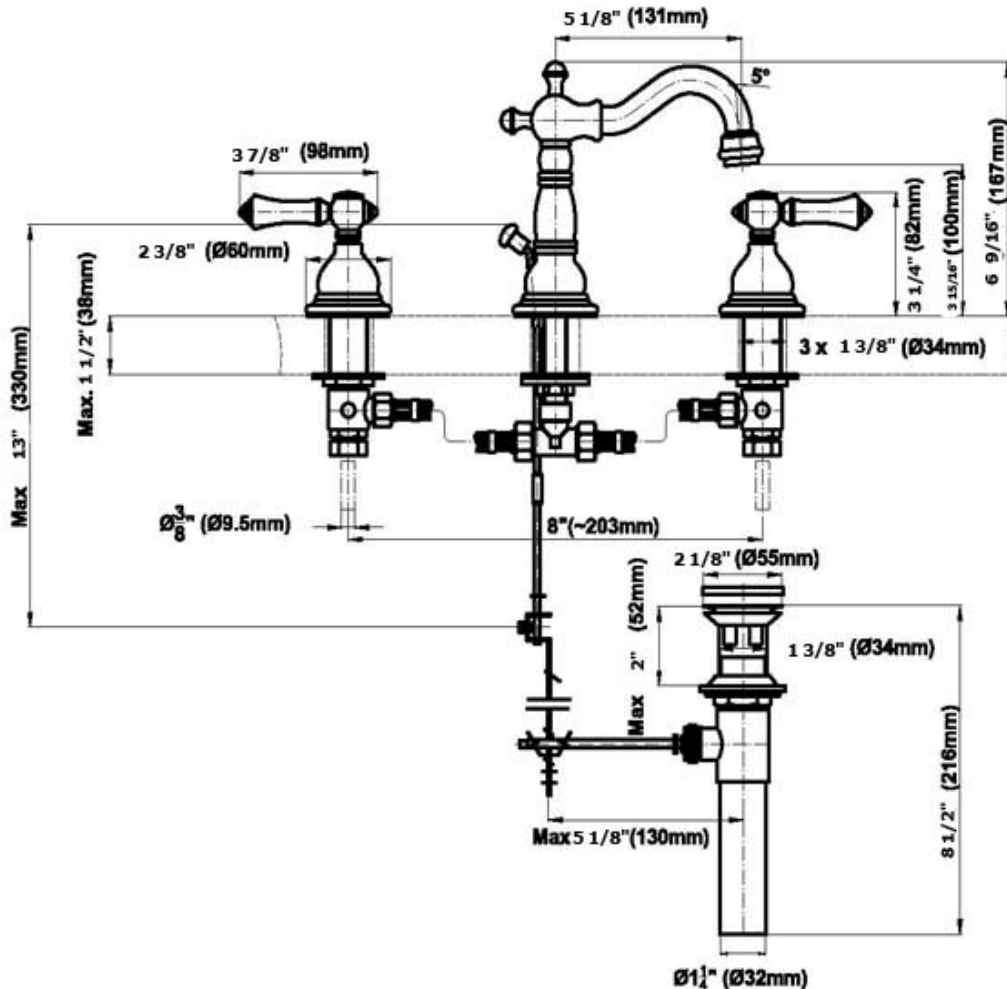 5 1/8" (131mm)
5°
3 7/8" (98mm)
2 3/8" (Ø60mm)
Max. 1 1/2" (38mm)
Max 13" (330mm)
3 1/4" (82mm)
3 15/16" (100mm)
6 9/16" (167mm)
3 x 1 3/8" (Ø34mm)
Ø3/8" (Ø9.5mm)
8"(~203mm)
2 1/8" (Ø55mm)
Max 2" (52mm)
1 3/8" (Ø34mm)
8 1/2" (216mm)
Max 5 1/8"(130mm)
Ø1 1/4" (Ø32mm)